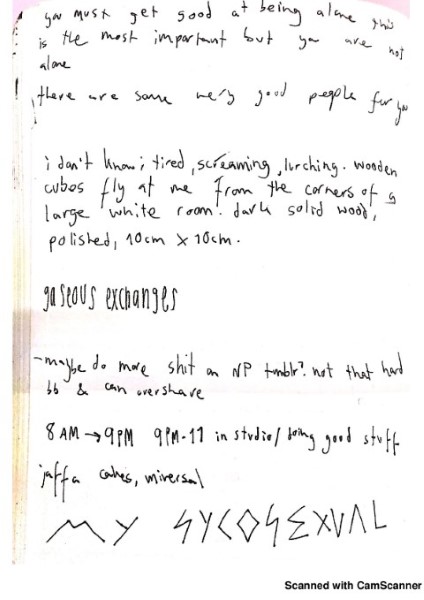 you must get good at being alone this
is the most important but you are not
alone
there are some very good people for you
i don't know; tired, screaming, lurching. wooden
cubes fly at me from the corners of a
large white room. dark solid wood,
polished, 10cm x 10cm.
gaseous exchanges
-maybe do more shit on NP tumblr? not that hard
bb & can overshare
8AM → 9PM 9PM-11 in studio/doing good stuff
jaffa cakes,
MY SYCOSEXUAL
Scanned with CamScanner